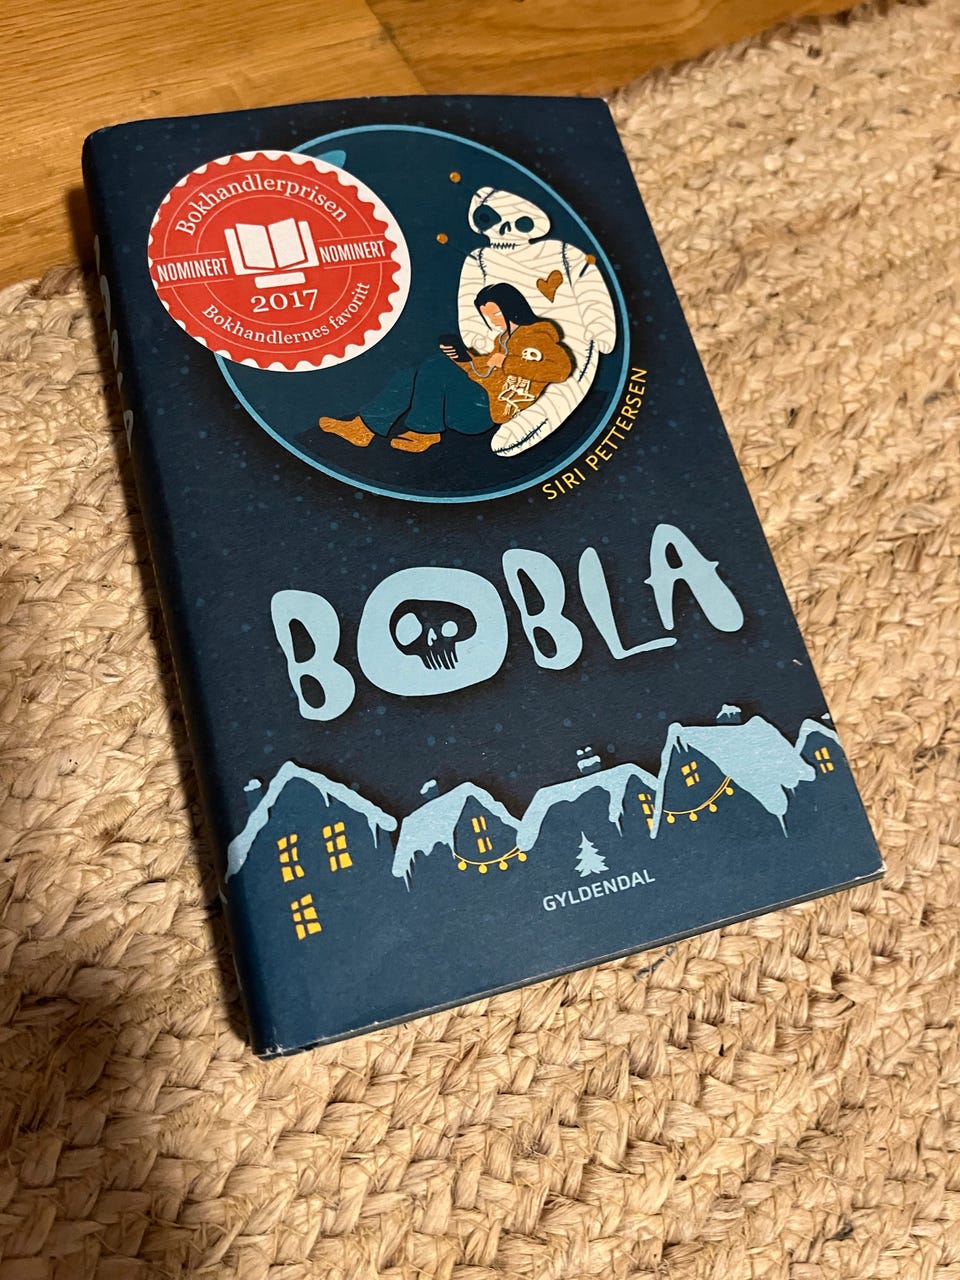 Bokhandlerprisen
NOMINERT NOMINERT
2017
Bokhandlernes favoritt
SIRI PETTERSEN
BOBLA
GYLDENDAL